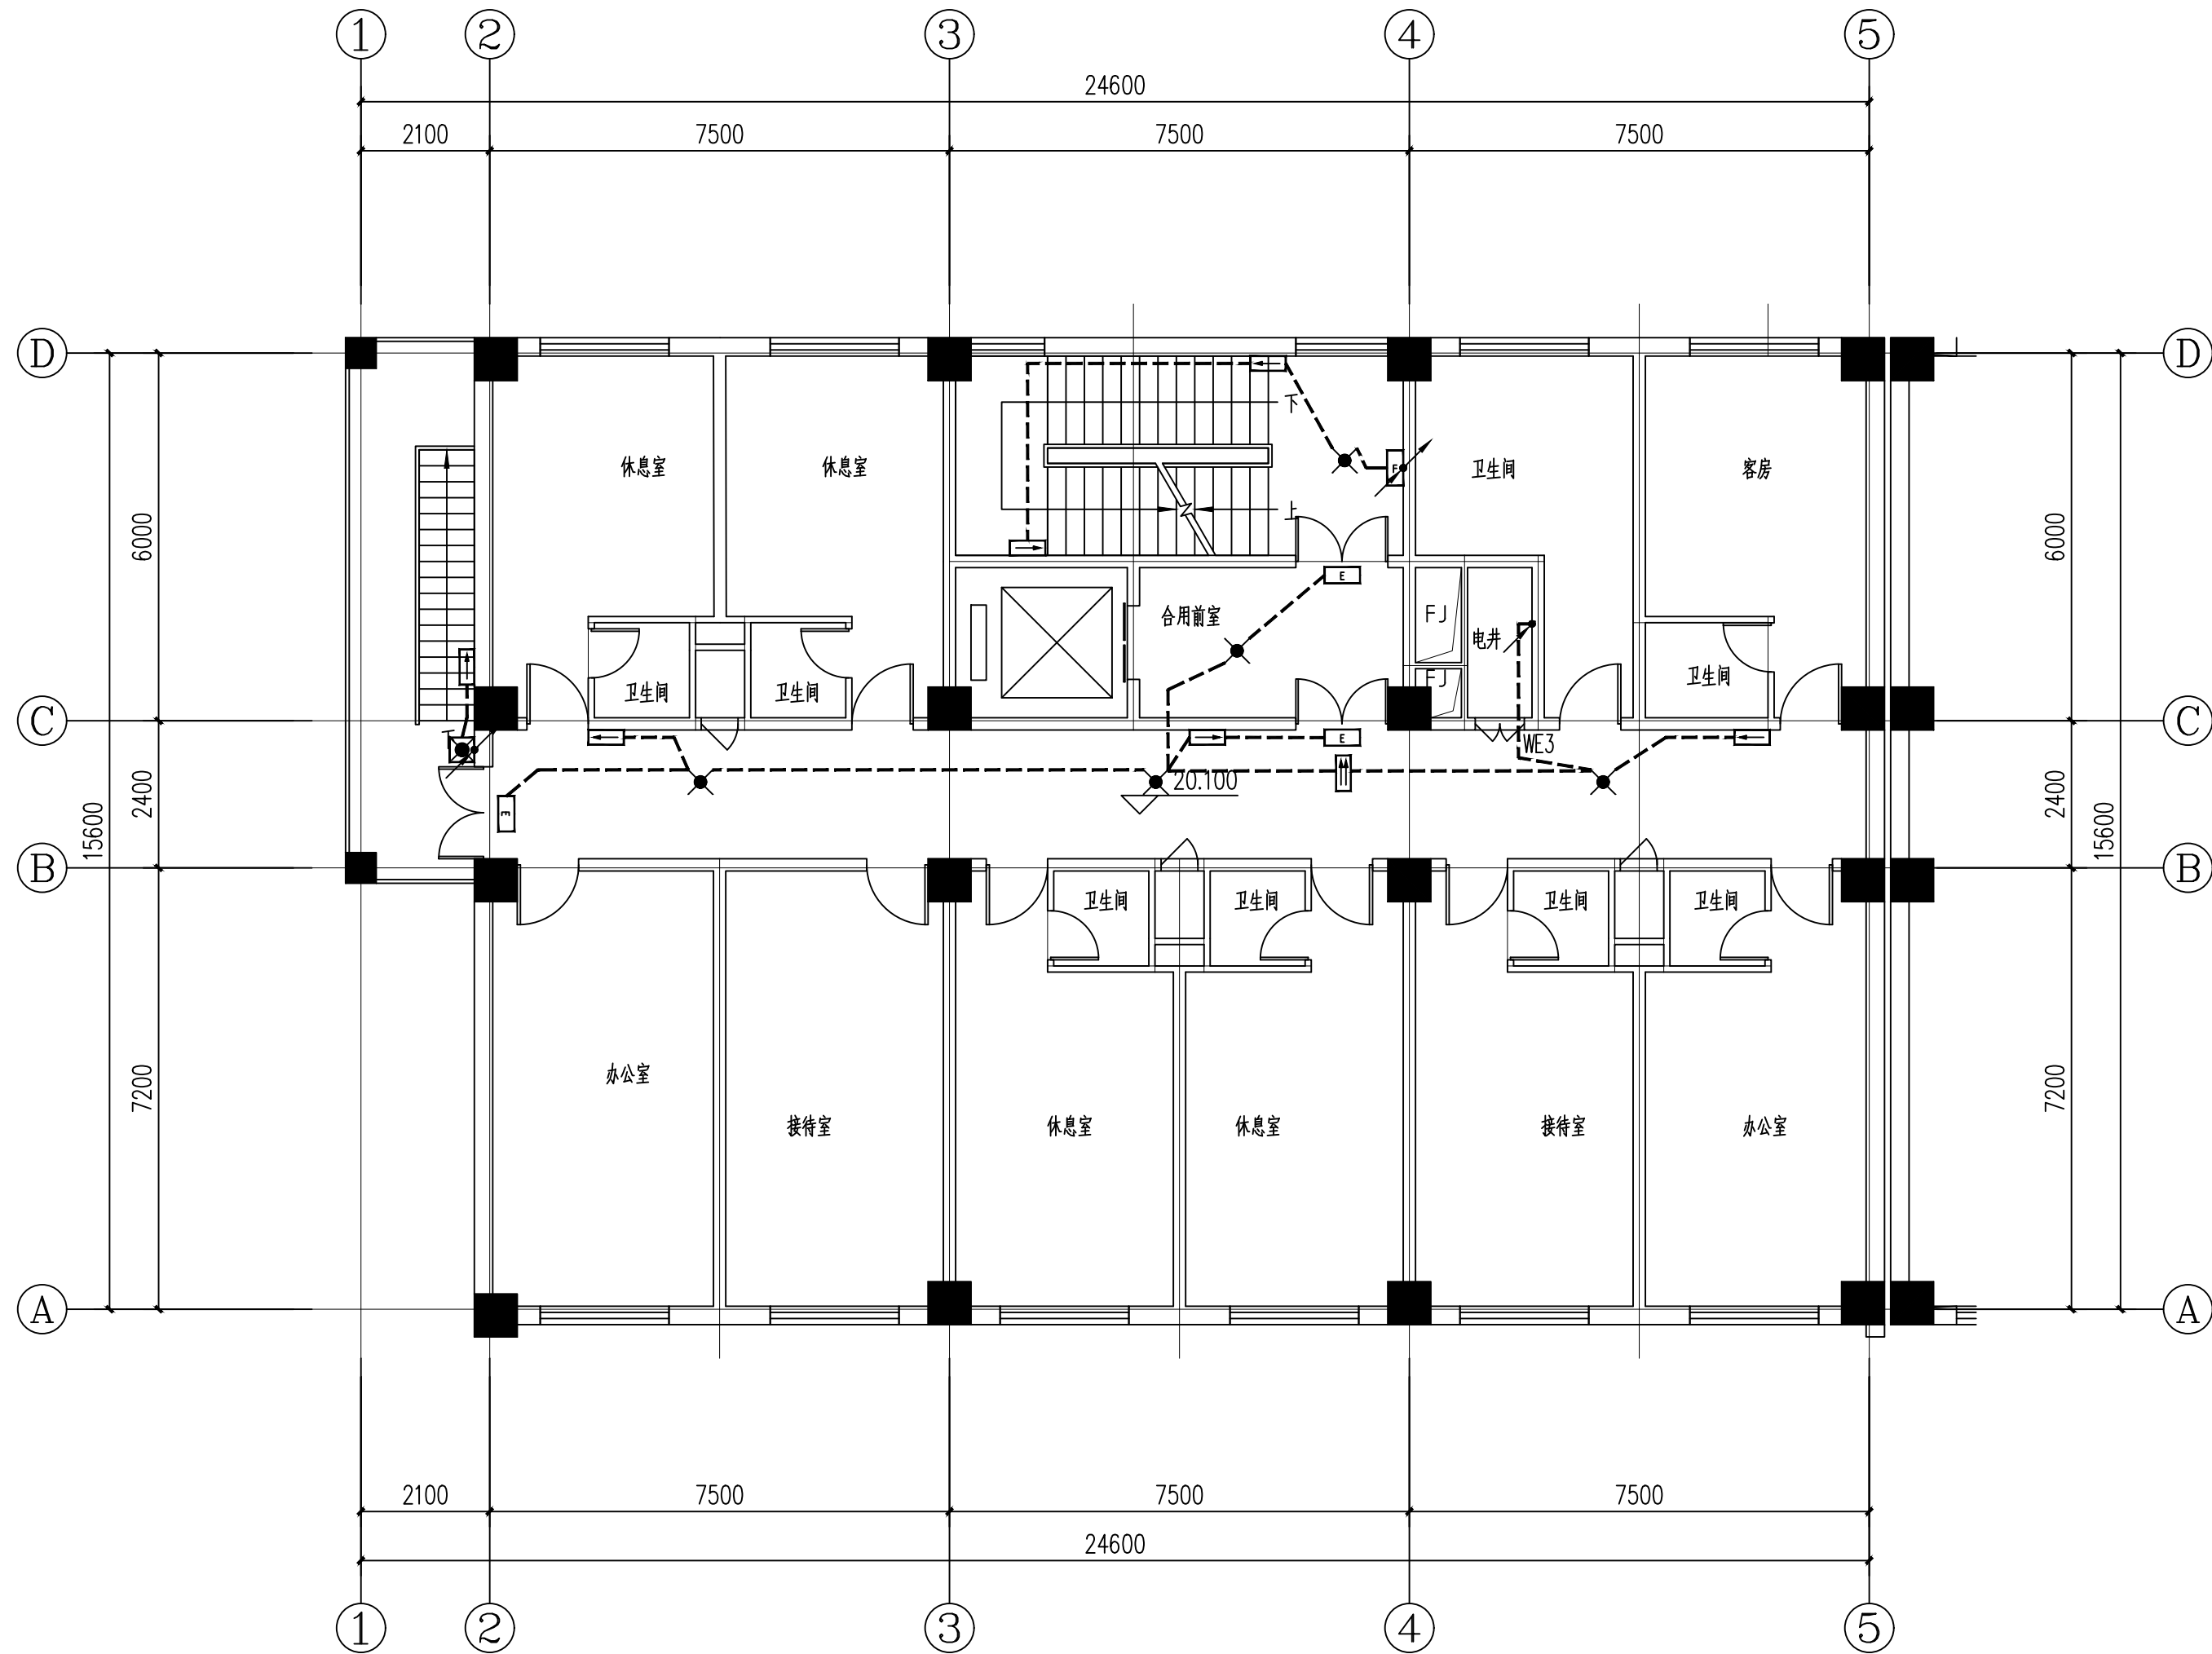 1 2 3 4 5
24600
2100 7500 7500 7500
D D
下
休息室 休息室 卫生间 客房
F
上
6000 6000
E
合用前室 FJ
电井
FJ
卫生间 卫生间 卫生间
C C
下
WE3
E
20.100
2400 2400
15600 15600
E
B B
卫生间 卫生间 卫生间 卫生间
办公室
7200 7200
接待室 休息室 休息室 接待室 办公室
A A
2100 7500 7500 7500
24600
1 2 3 4 5